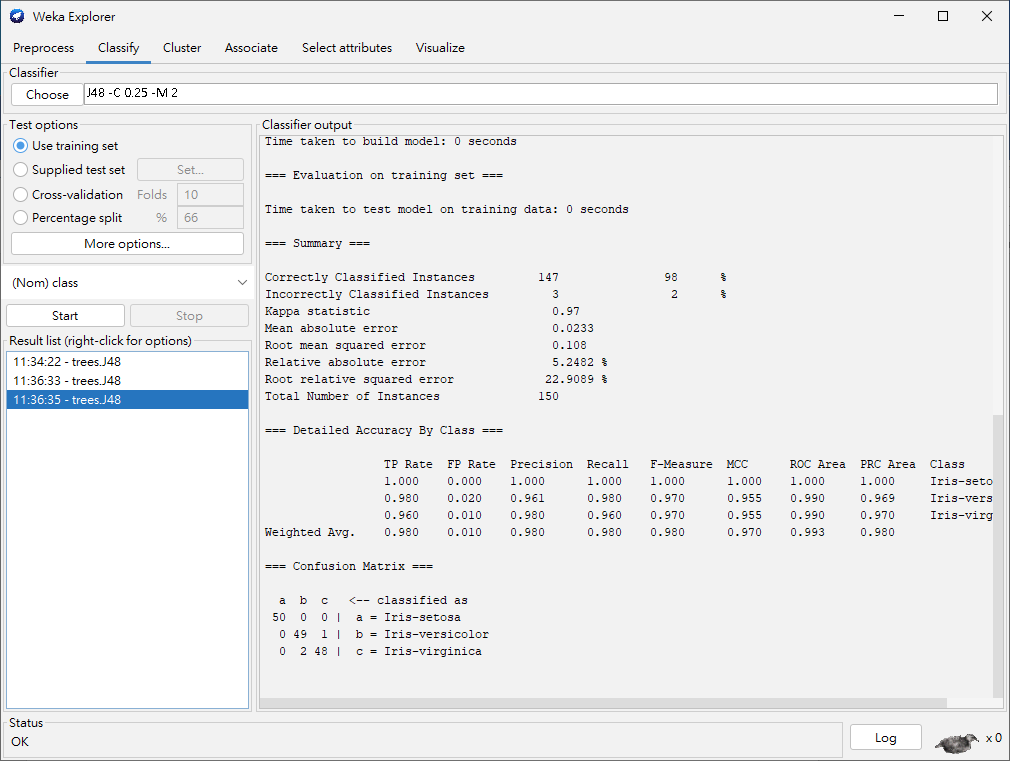 Weka Explorer
Preprocess Classify Cluster Associate Select attributes Visualize
Classifier
Choose J48 -C 0.25 -M 2
Test options
Use training set
Supplied test set Set...
Cross-validation Folds 10
Percentage split % 66
More options...
(Nom) class
Start Stop
Result list (right-click for options)
11:34:22 - trees.J48
11:36:33 - trees.J48
11:36:35 - trees.J48
Classifier output
Time taken to build model: 0 seconds
=== Evaluation on training set ===
Time taken to test model on training data: 0 seconds
=== Summary ===
Correctly Classified Instances 147 98 %
Incorrectly Classified Instances 3 2 %
Kappa statistic 0.97
Mean absolute error 0.0233
Root mean squared error 0.108
Relative absolute error 5.2482 %
Root relative squared error 22.9089 %
Total Number of Instances 150
=== Detailed Accuracy By Class ===
TP Rate FP Rate Precision Recall F-Measure MCC ROC Area PRC Area Class
1.000 0.000 1.000 1.000 1.000 1.000 1.000 1.000 Iris-seto
0.980 0.020 0.961 0.980 0.970 0.955 0.990 0.969 Iris-vers
0.960 0.010 0.980 0.960 0.970 0.955 0.990 0.970 Iris-virg
Weighted Avg. 0.980 0.010 0.980 0.980 0.980 0.970 0.993 0.980
=== Confusion Matrix ===
a b c <-- classified as
50 0 0 | a = Iris-setosa
0 49 1 | b = Iris-versicolor
0 2 48 | c = Iris-virginica
Status
OK
Log
x 0